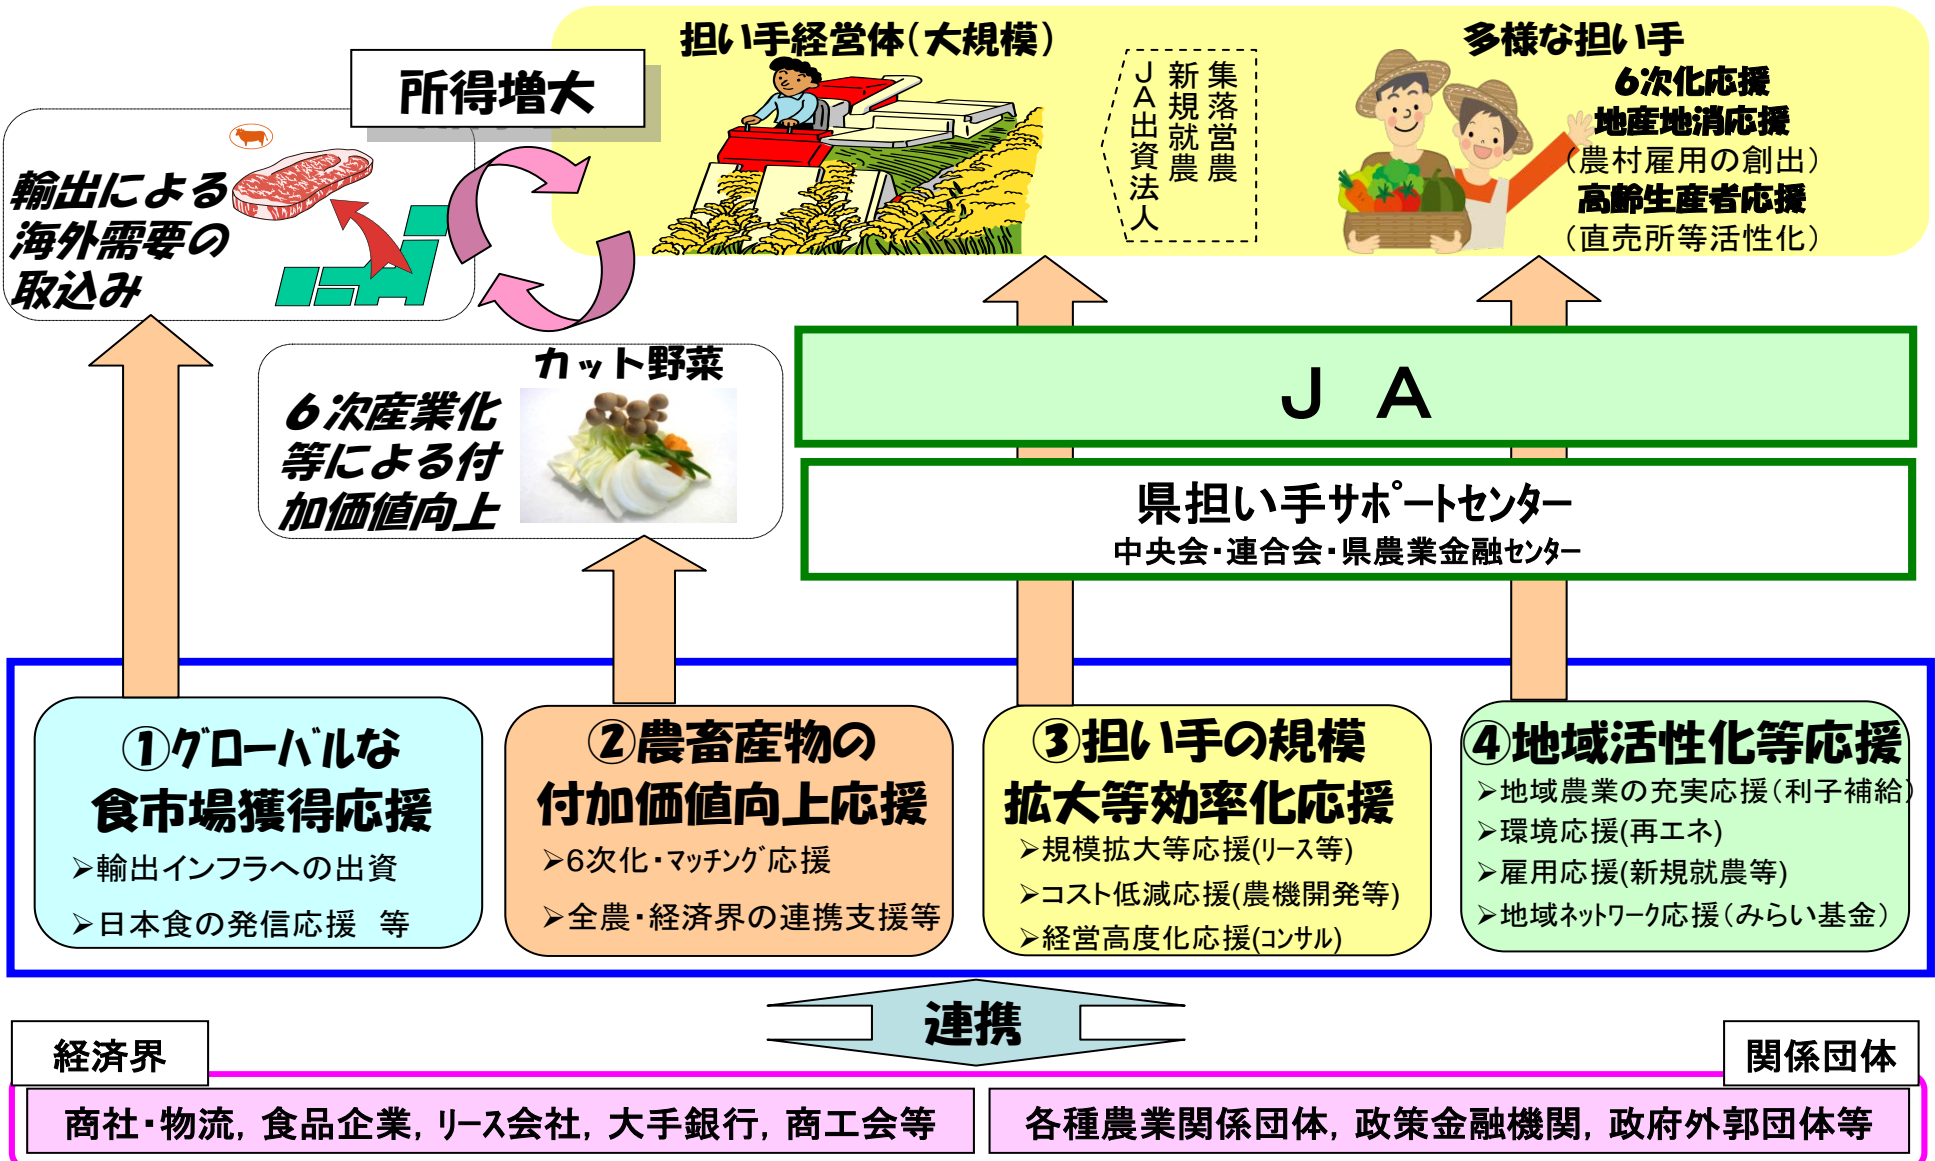 担い手経営体(大規模)
多様な担い手
所得増大
集落営農
新規就農
JA出資法人
6次化応援
地産地消応援
(農村雇用の創出)
高齢生産者応援
(直売所等活性化)
輸出による
海外需要の
取込み
カット野菜
6次産業化
等による付
加価値向上
JA
県担い手サポートセンター
中央会・連合会・県農業金融センター
①グローバルな
食市場獲得応援
➢輸出インフラへの出資
➢日本食の発信応援 等
②農畜産物の
付加価値向上応援
➢6次化・マッチング応援
➢全農・経済界の連携支援等
③担い手の規模
拡大等効率化応援
➢規模拡大等応援(リース等)
➢コスト低減応援(農機開発等)
➢経営高度化応援(コンサル)
④地域活性化等応援
➢地域農業の充実応援(利子補給)
➢環境応援(再エネ)
➢雇用応援(新規就農等)
➢地域ネットワーク応援(みらい基金)
連携
経済界
関係団体
商社・物流, 食品企業, リース会社, 大手銀行, 商工会等
各種農業関係団体, 政策金融機関, 政府外郭団体等